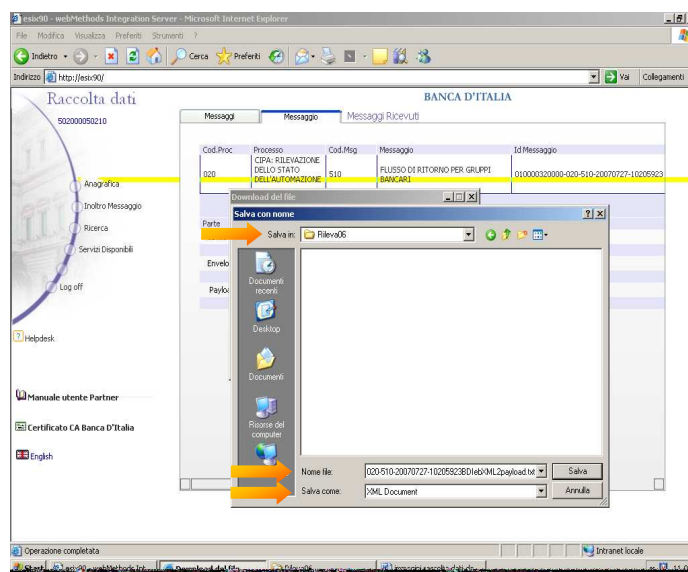 esix90 - webMethods Integration Server - Microsoft Internet Explorer
File Modifica Visualizza Preferiti Strumenti ?
Indietro Cerca Preferiti
Indirizzo http://esix90/ Vai Collegamenti
Raccolta dati
BANCA D'ITALIA
502000050210
Messaggi Messaggio Messaggi Ricevuti
Cod.Proc Processo Cod.Msg Messaggio Id Messaggio
020 CIPA: RILEVAZIONE DELLO STATO DELL'AUTOMAZIONE 510 FLUSSO DI RITORNO PER GRUPPI BANCARI 010000320000-020-510-20070727-10205923
Anagrafica
Inoltro Messaggio
Ricerca
Servizi Disponibili
Log off
Helpdesk
Manuale utente Partner
Certificato CA Banca D'Italia
English
Parte
Envelo
Paylo
Download del file
Salva con nome
Salva in: Rileva06
Documenti recenti
Desktop
Documenti
Risorse del computer
Nome file: 020-510-20070727-10205923BDIebXML2payload.txt Salva
Salva come: XML Document Annulla
Operazione completata Intranet locale